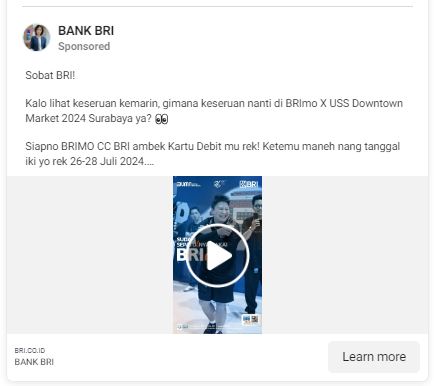 BANK BRI
Sponsored
Sobat BRI!
Kalo lihat keseruan kemarin, gimana keseruan nanti di BRImo X USS Downtown
Market 2024 Surabaya ya? 👀
Siapno BRIMO CC BRI ambek Kartu Debit mu rek! Ketemu maneh nang tanggal
iki yo rek 26-28 Juli 2024....
BUMN
BRI
BRI
BRI.CO.ID
BANK BRI
Learn more